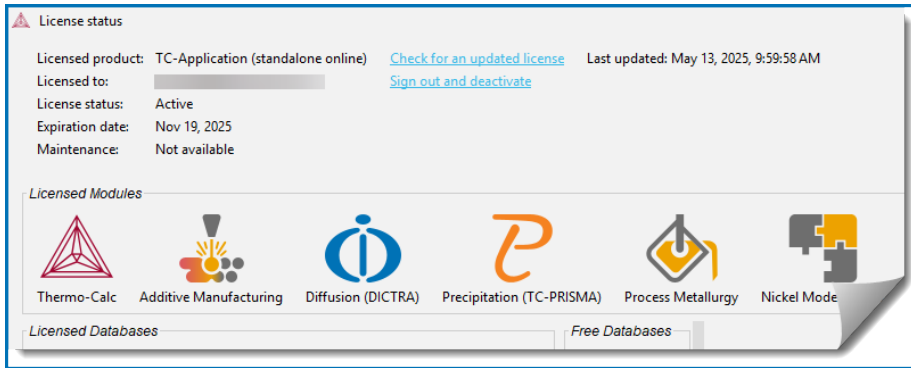 License status
Licensed product: TC-Application (standalone online) Check for an updated license Last updated: May 13, 2025, 9:59:58 AM
Licensed to: Sign out and deactivate
License status: Active
Expiration date: Nov 19, 2025
Maintenance: Not available
Licensed Modules
Thermo-Calc Additive Manufacturing Diffusion (DICTRA) Precipitation (TC-PRISMA) Process Metallurgy Nickel
Licensed Databases Free Databases